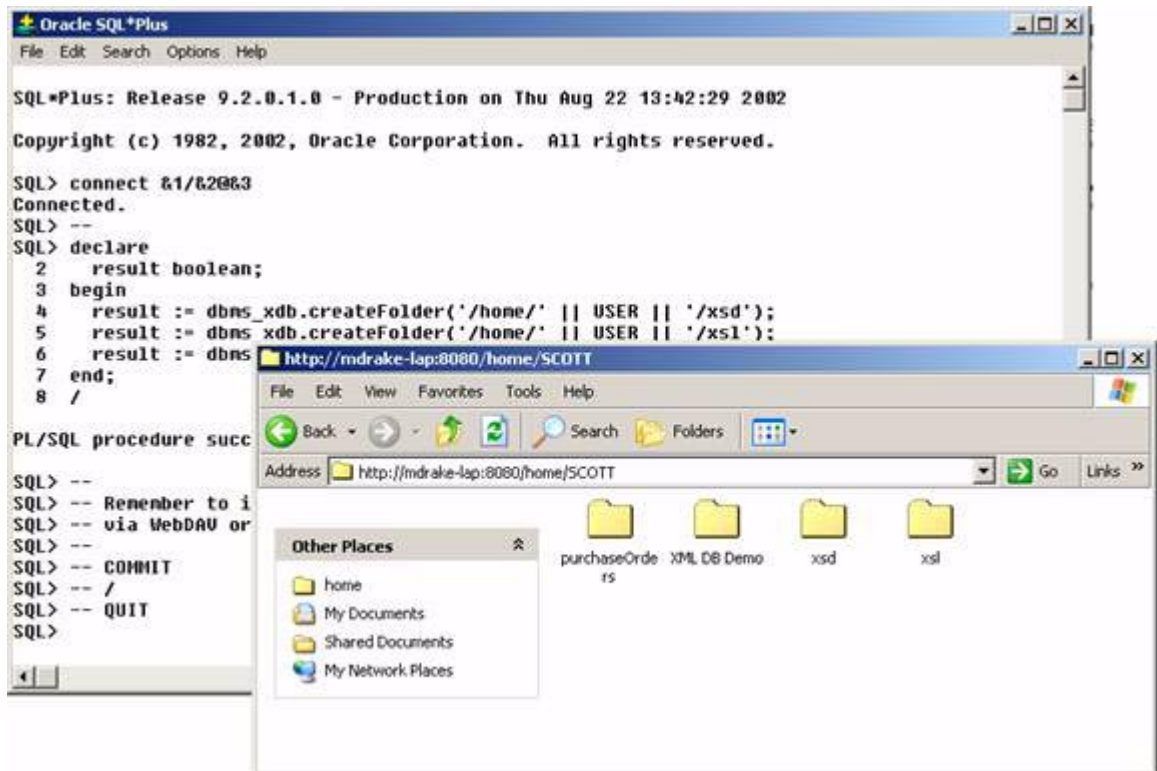 Oracle SQL*Plus
File Edit Search Options Help
SQL*Plus: Release 9.2.0.1.0 - Production on Thu Aug 22 13:42:29 2002
Copyright (c) 1982, 2002, Oracle Corporation.  All rights reserved.
SQL> connect &1/&2@&3
Connected.
SQL> --
SQL> declare
2    result boolean;
3  begin
4    result := dbms_xdb.createFolder('/home/' || USER || '/xsd');
5    result := dbms_xdb.createFolder('/home/' || USER || '/xsl');
6    result := dbms
7  end;
8  /
PL/SQL procedure succ
SQL> --
SQL> -- Remember to i
SQL> -- via WebDAV or
SQL> --
SQL> -- COMMIT
SQL> -- /
SQL> -- QUIT
SQL>
http://mdrake-lap:8080/home/SCOTT
File Edit View Favorites Tools Help
Back Search Folders
Address http://mdrake-lap:8080/home/SCOTT Go Links »
Other Places
home
My Documents
Shared Documents
My Network Places
purchaseOrde
rs
XML DB Demo
xsd
xsl